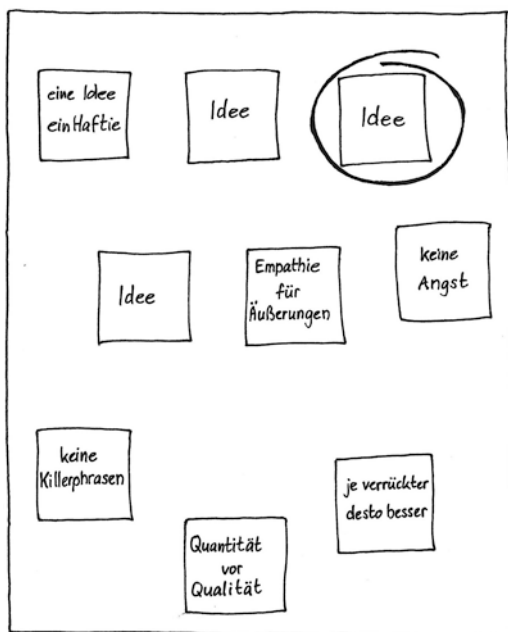 eine Idee
ein Haftie
Idee
Idee
Idee
Empathie
für
Äußerungen
keine
Angst
keine
Killerphrasen
je verrückter
desto besser
Quantität
vor
Qualität